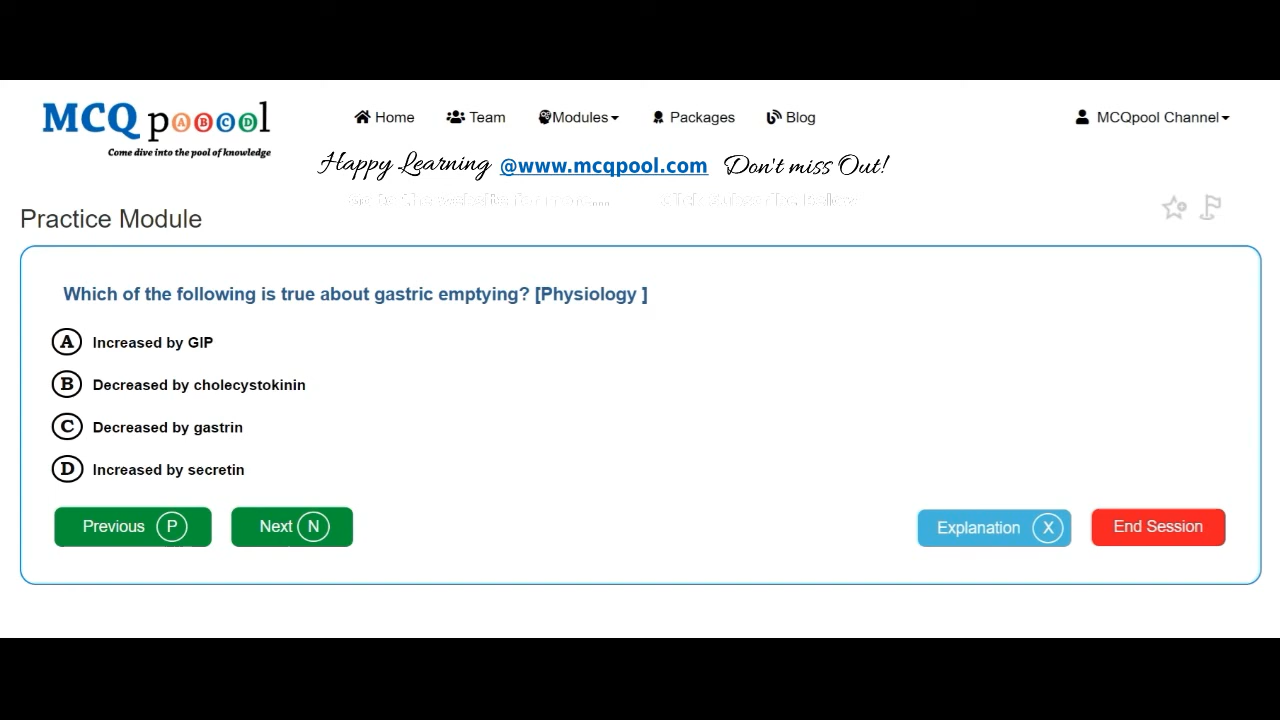 MCQ pABCDl
Come dive into the pool of knowledge
Home Team Modules Packages Blog MCQpool Channel
Happy Learning @www.mcqpool.com Don't miss Out!
Practice Module
Which of the following is true about gastric emptying? [Physiology ]
A Increased by GIP
B Decreased by cholecystokinin
C Decreased by gastrin
D Increased by secretin
Previous P Next N Explanation X End Session